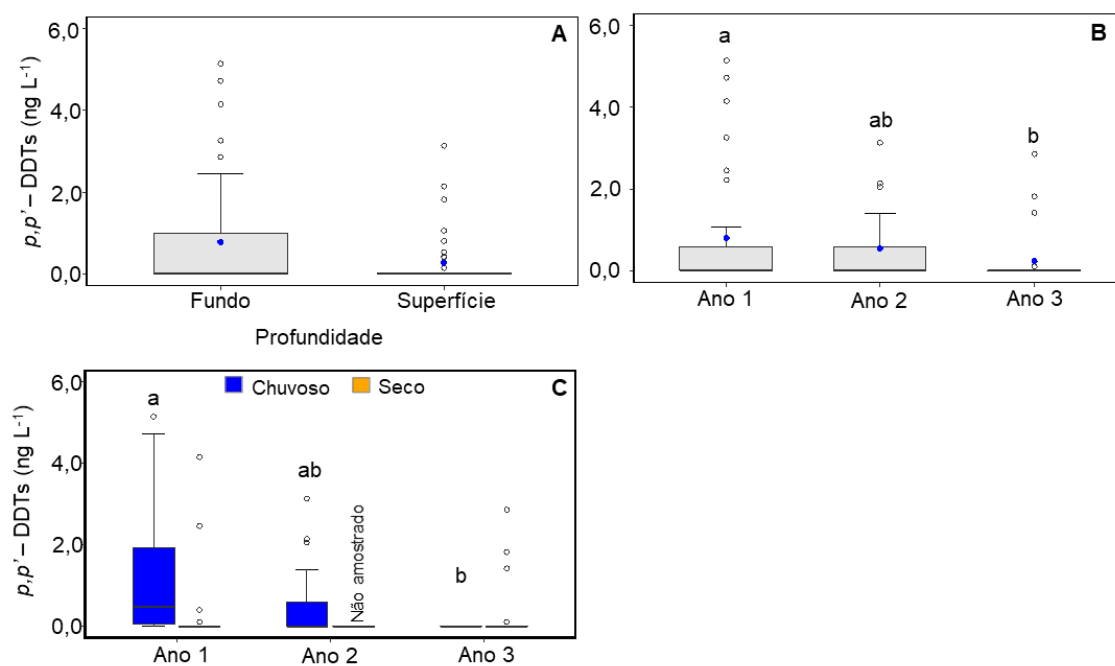 A
6,0
4,0
2,0
0,0
p,p' – DDTs (ng L-1)
Fundo Superfície
Profundidade
B
6,0
4,0
2,0
0,0
a
ab
b
Ano 1 Ano 2 Ano 3
C
Chuvoso Seco
6,0
4,0
2,0
0,0
p,p' – DDTs (ng L-1)
a
ab
Não amostrado
b
Ano 1 Ano 2 Ano 3